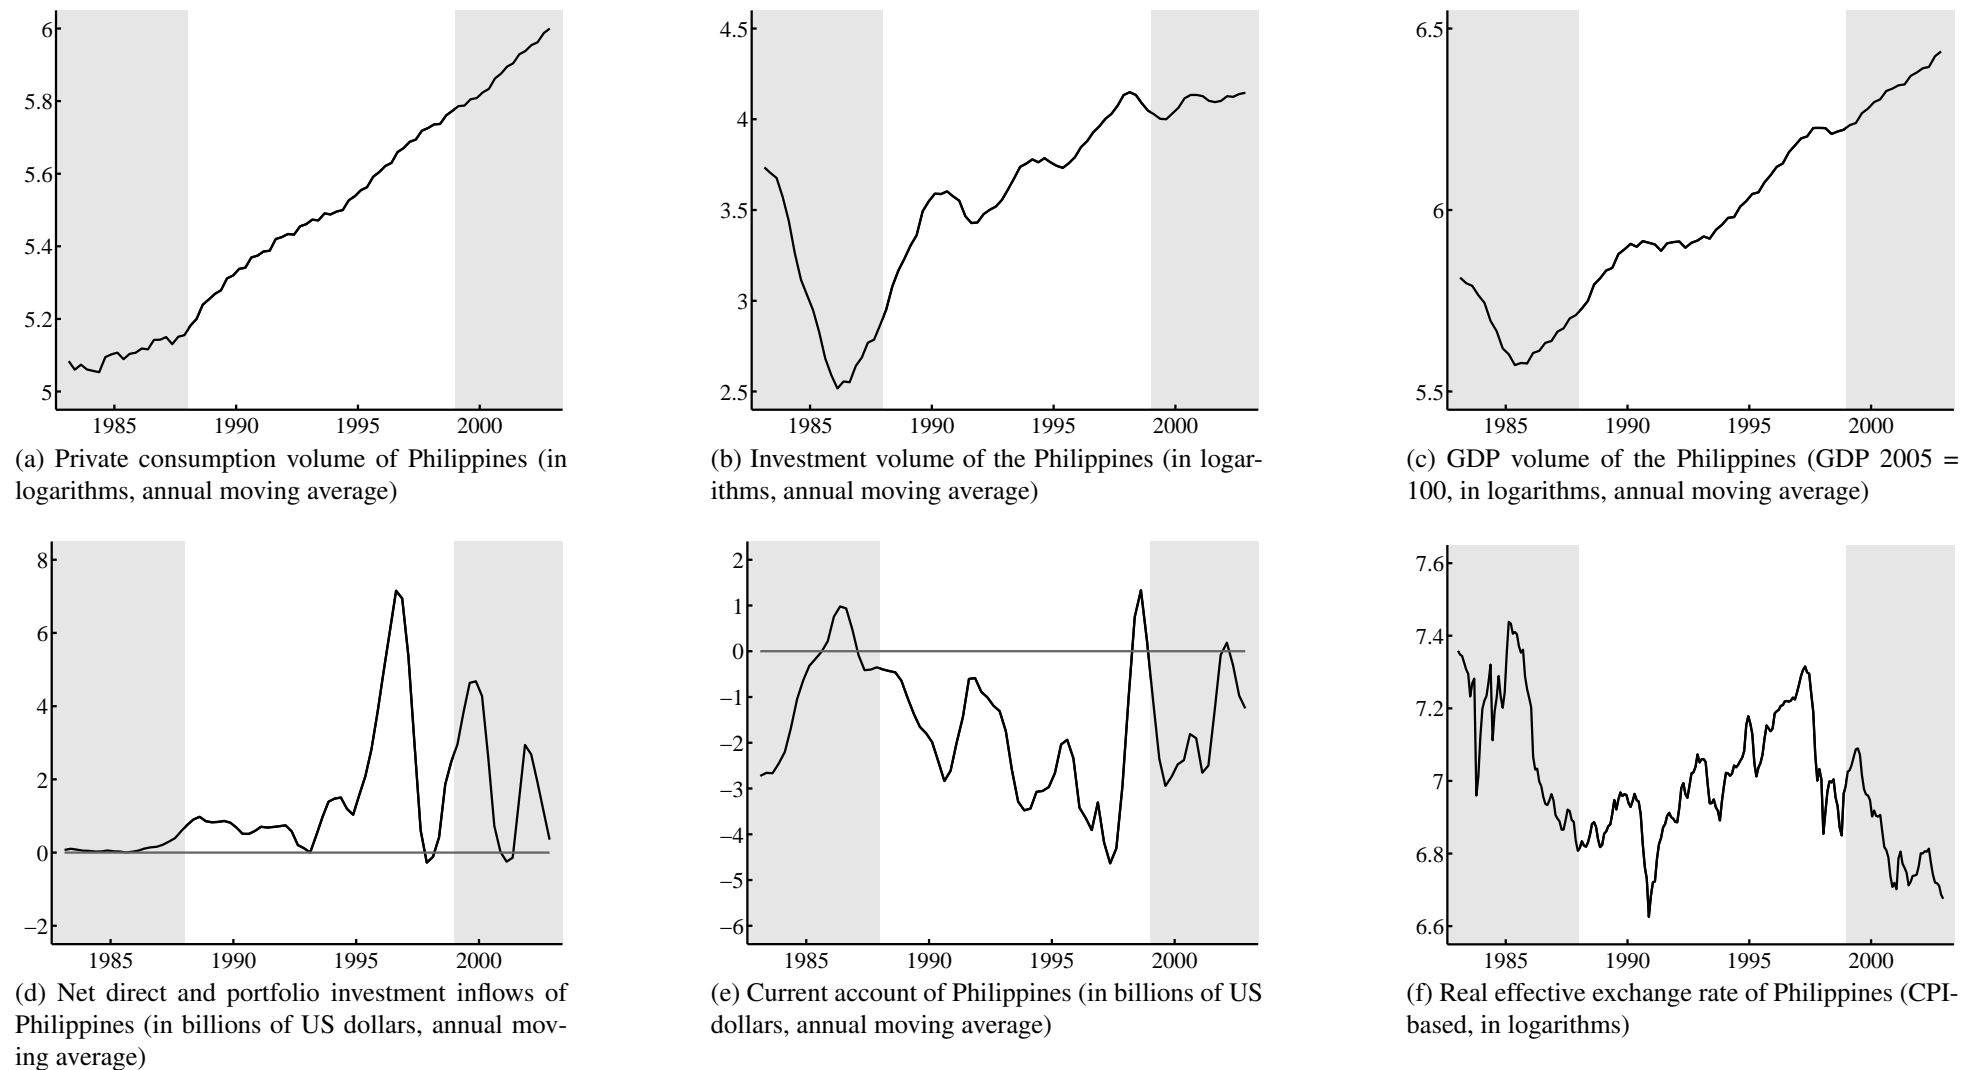 6
5.8
5.6
5.4
5.2
5
1985 1990 1995 2000
(a) Private consumption volume of Philippines (in
logarithms, annual moving average)
4.5
4
3.5
3
2.5
1985 1990 1995 2000
(b) Investment volume of the Philippines (in logar-
ithms, annual moving average)
6.5
6
5.5
1985 1990 1995 2000
(c) GDP volume of the Philippines (GDP 2005 =
100, in logarithms, annual moving average)
8
6
4
2
0
−2
1985 1990 1995 2000
(d) Net direct and portfolio investment inflows of
Philippines (in billions of US dollars, annual mov-
ing average)
2
1
0
−1
−2
−3
−4
−5
−6
1985 1990 1995 2000
(e) Current account of Philippines (in billions of US
dollars, annual moving average)
7.6
7.4
7.2
7
6.8
6.6
1985 1990 1995 2000
(f) Real effective exchange rate of Philippines (CPI-
based, in logarithms)